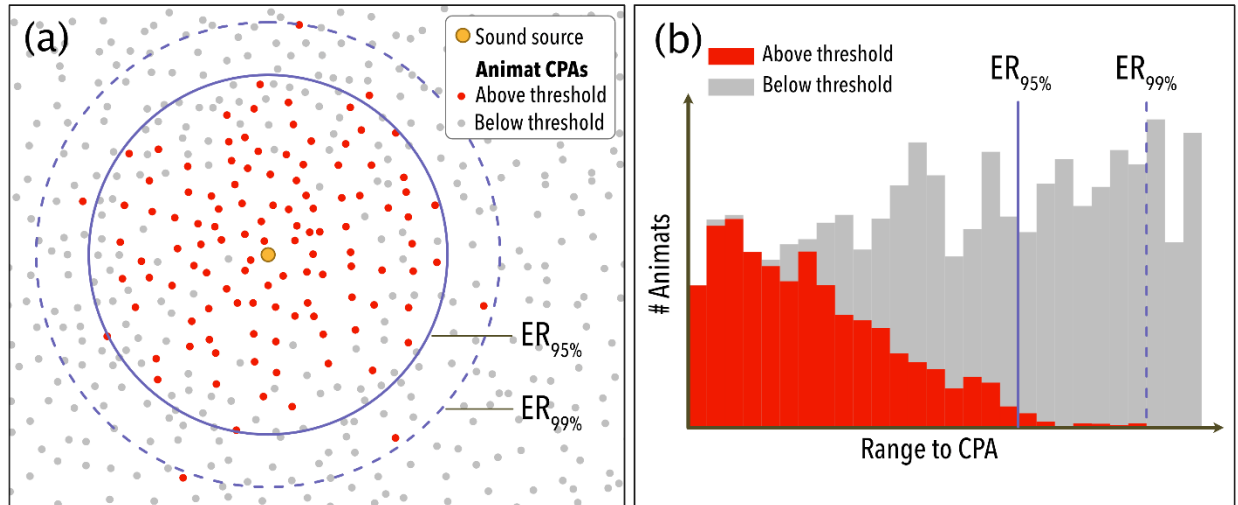 (a)
Sound source
Animat CPAs
Above threshold
Below threshold
ER95%
ER99%
(b)
Above threshold
Below threshold
ER95%
ER99%
# Animats
Range to CPA